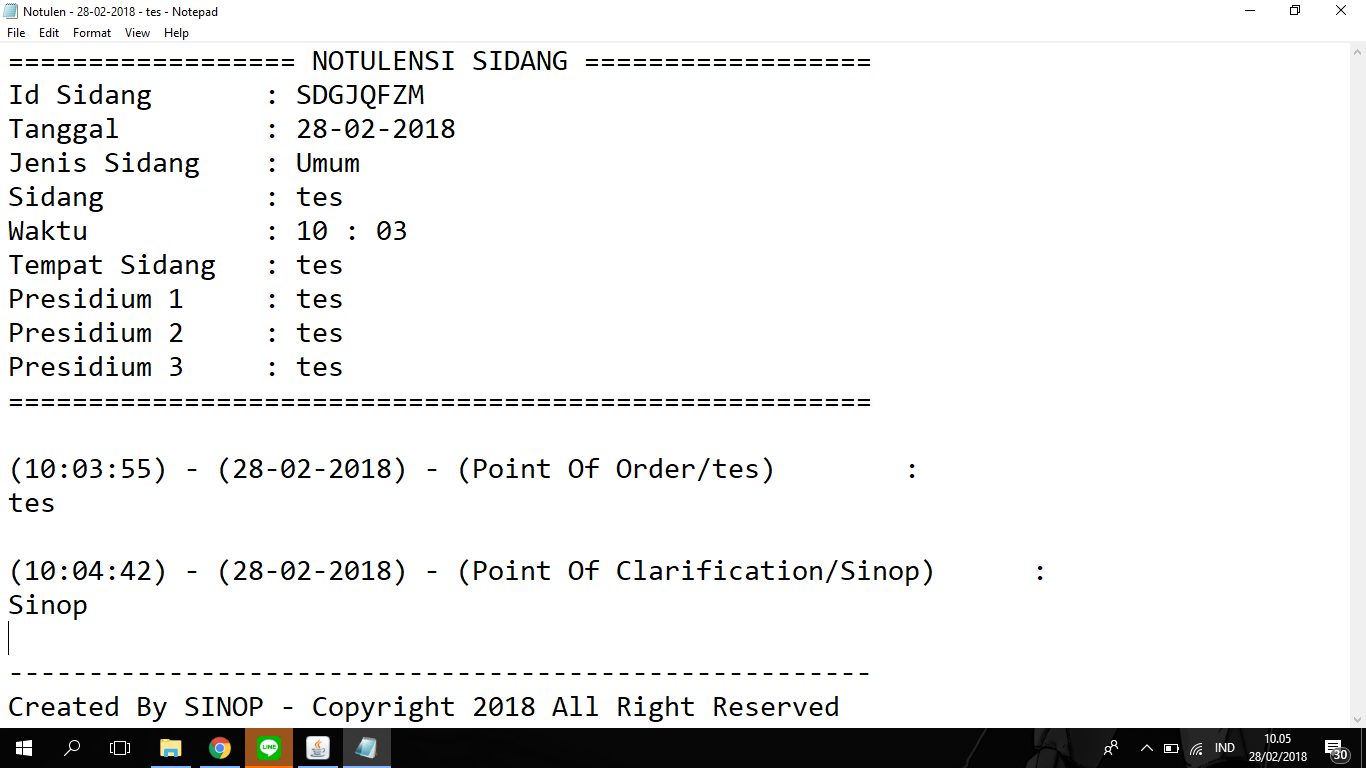 Notulen - 28-02-2018 - tes - Notepad
File Edit Format View Help
================== NOTULENSI SIDANG ==================
Id Sidang : SDGJQFZM
Tanggal : 28-02-2018
Jenis Sidang : Umum
Sidang : tes
Waktu : 10 : 03
Tempat Sidang : tes
Presidium 1 : tes
Presidium 2 : tes
Presidium 3 : tes
======================================================
(10:03:55) - (28-02-2018) - (Point Of Order/tes) :
tes
(10:04:42) - (28-02-2018) - (Point Of Clarification/Sinop) :
Sinop
------------------------------------------------------
Created By SINOP - Copyright 2018 All Right Reserved
LINE
IND
10.05
28/02/2018
30